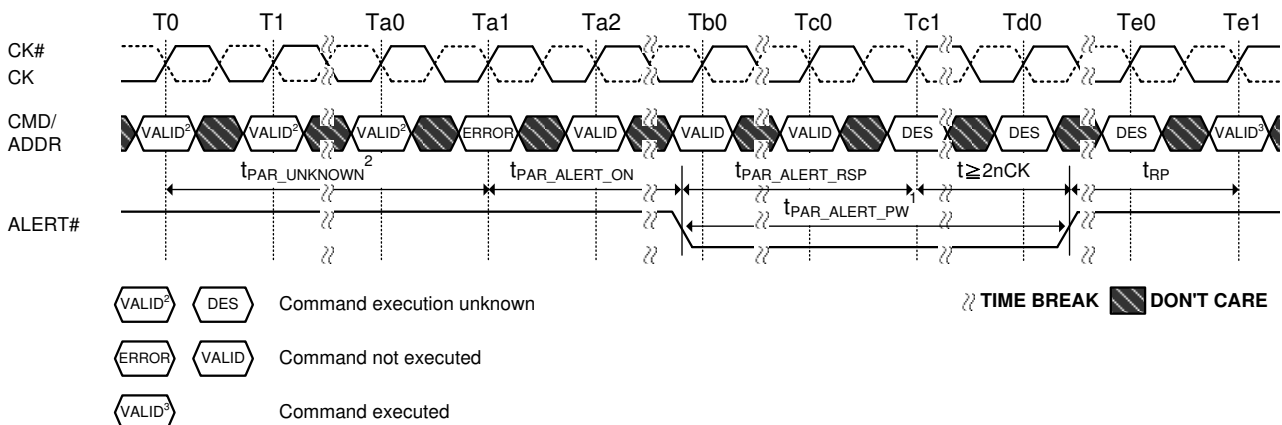 T0 T1 Ta0 Ta1 Ta2 Tb0 Tc0 Tc1 Td0 Te0 Te1
CK#
CK
CMD/
ADDR
VALID² VALID² VALID² ERROR VALID VALID VALID DES DES DES VALID³
tPAR_UNKNOWN² tPAR_ALERT_ON tPAR_ALERT_RSP t≧2nCK tRP
tPAR_ALERT_PW¹
ALERT#
VALID² DES Command execution unknown
TIME BREAK DON'T CARE
ERROR VALID Command not executed
VALID³ Command executed